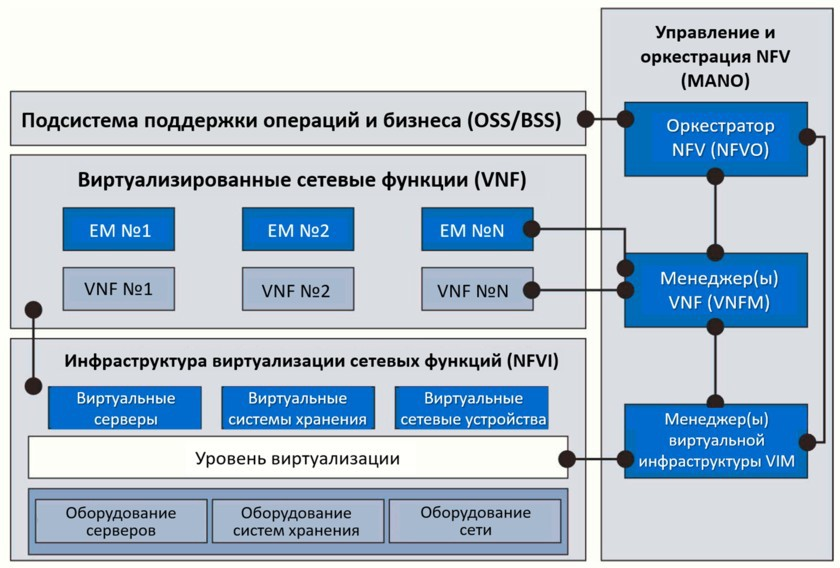 Управление и
оркестрация NFV
(MANO)
Подсистема поддержки операций и бизнеса (OSS/BSS)
Оркестратор
NFV (NFVO)
Виртуализированные сетевые функции (VNF)
EM №1
EM №2
EM №N
VNF №1
VNF №2
VNF №N
Менеджер(ы)
VNF (VNFM)
Инфраструктура виртуализации сетевых функций (NFVI)
Виртуальные
серверы
Виртуальные
системы хранения
Виртуальные
сетевые устройства
Менеджер(ы)
виртуальной
инфраструктуры VIM
Уровень виртуализации
Оборудование
серверов
Оборудование
систем хранения
Оборудование
сети